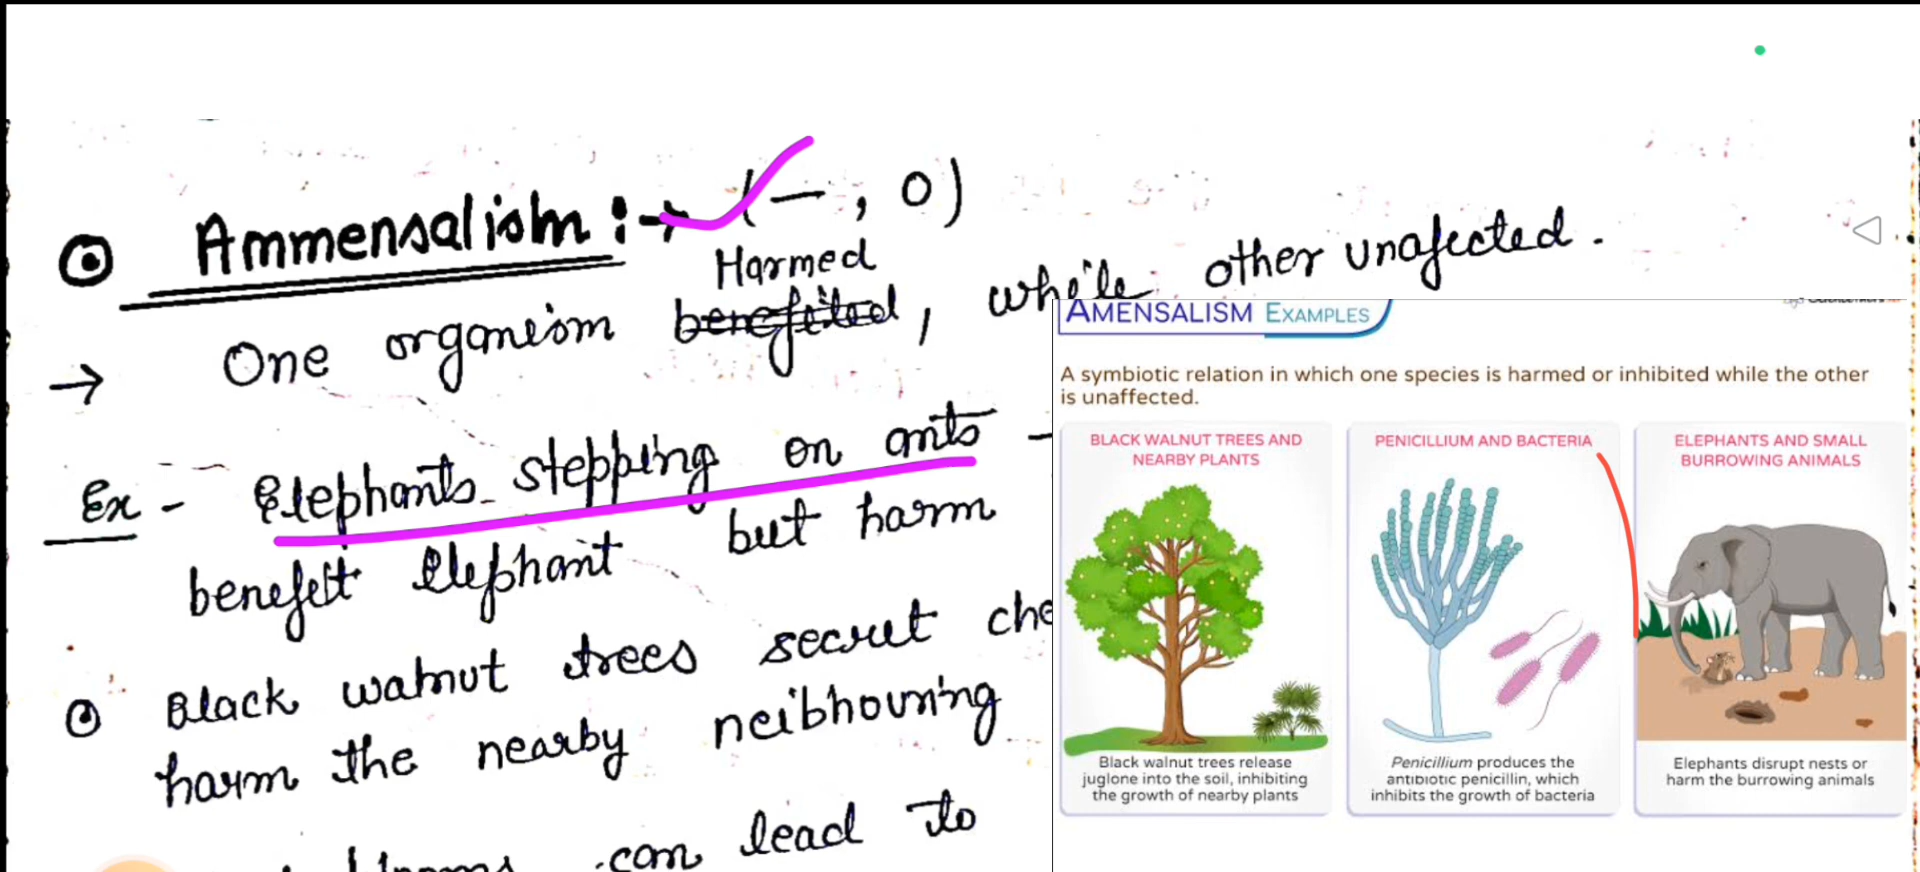 Ammensalism :→ (– , 0)
Harmed
→ One organism benefited , while other unafected .
Ex - Elephants stepping on ants -
benefit elephant but harm
Black walnut trees secret che
harm the nearby neibhouring
can lead to
AMENSALISM EXAMPLES
A symbiotic relation in which one species is harmed or inhibited while the other
is unaffected.
BLACK WALNUT TREES AND
NEARBY PLANTS
Black walnut trees release
juglone into the soil, inhibiting
the growth of nearby plants
PENICILLIUM AND BACTERIA
Penicillium produces the
antibiotic penicillin, which
inhibits the growth of bacteria
ELEPHANTS AND SMALL
BURROWING ANIMALS
Elephants disrupt nests or
harm the burrowing animals